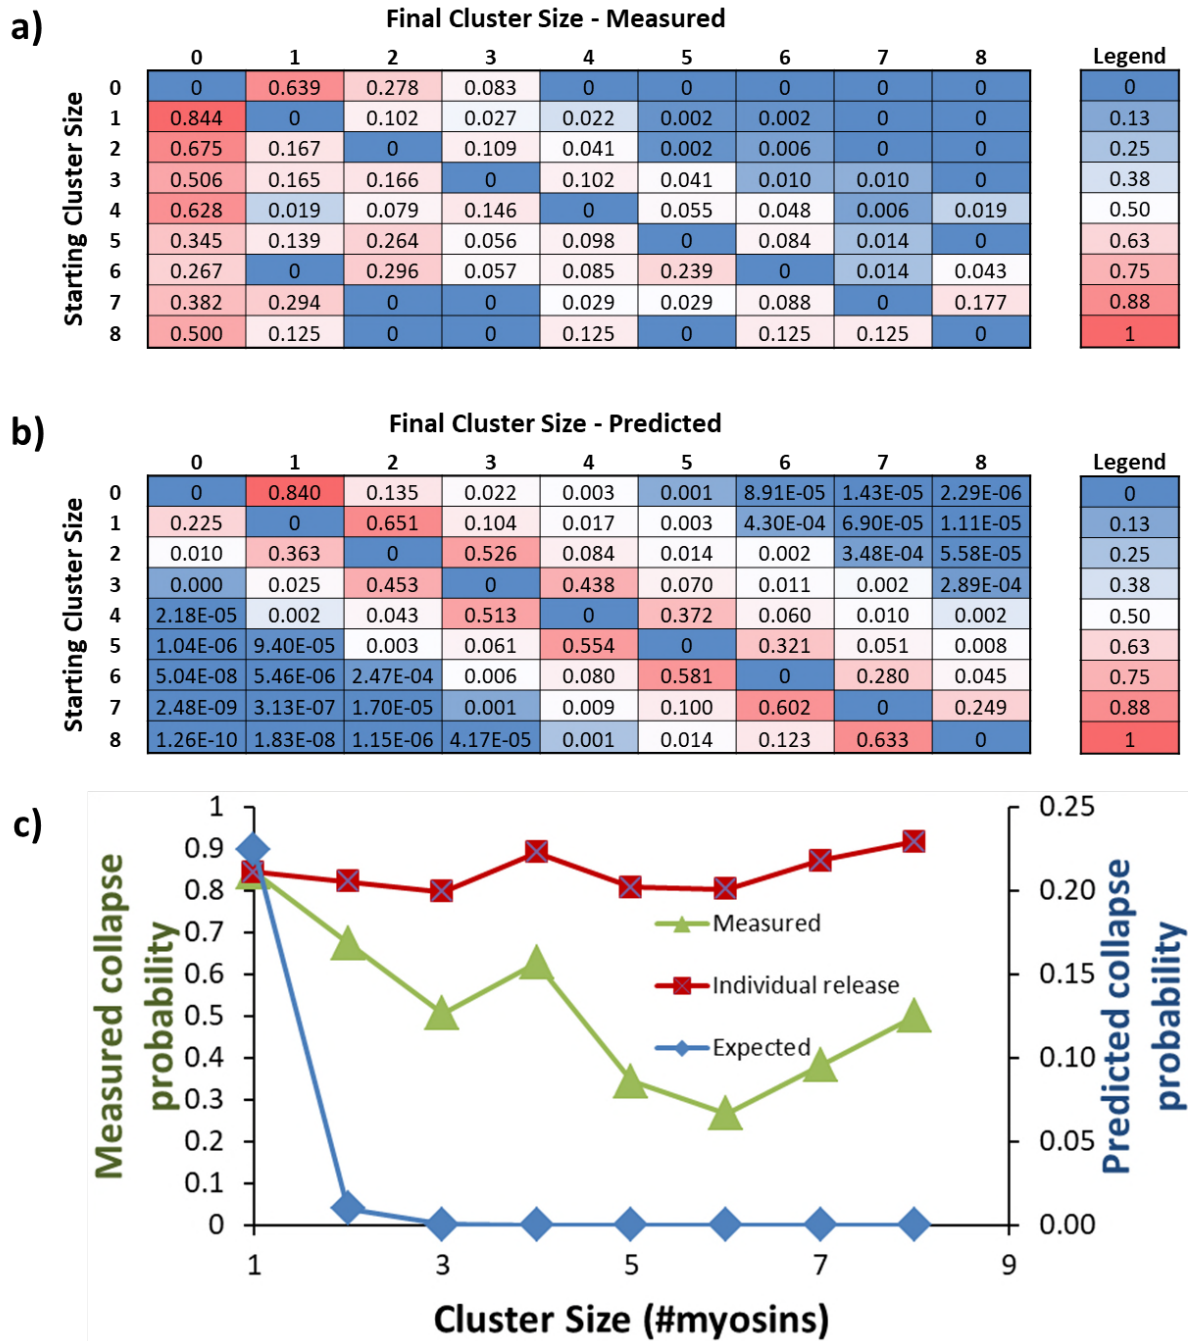 a)
Final Cluster Size - Measured
0 1 2 3 4 5 6 7 8 Legend
Starting Cluster Size
0 0 0.639 0.278 0.083 0 0 0 0 0 0
1 0.844 0 0.102 0.027 0.022 0.002 0.002 0 0 0.13
2 0.675 0.167 0 0.109 0.041 0.002 0.006 0 0 0.25
3 0.506 0.165 0.166 0 0.102 0.041 0.010 0.010 0 0.38
4 0.628 0.019 0.079 0.146 0 0.055 0.048 0.006 0.019 0.50
5 0.345 0.139 0.264 0.056 0.098 0 0.084 0.014 0 0.63
6 0.267 0 0.296 0.057 0.085 0.239 0 0.014 0.043 0.75
7 0.382 0.294 0 0 0.029 0.029 0.088 0 0.177 0.88
8 0.500 0.125 0 0 0.125 0 0.125 0.125 0 1
b)
Final Cluster Size - Predicted
0 1 2 3 4 5 6 7 8 Legend
Starting Cluster Size
0 0 0.840 0.135 0.022 0.003 0.001 8.91E-05 1.43E-05 2.29E-06 0
1 0.225 0 0.651 0.104 0.017 0.003 4.30E-04 6.90E-05 1.11E-05 0.13
2 0.010 0.363 0 0.526 0.084 0.014 0.002 3.48E-04 5.58E-05 0.25
3 0.000 0.025 0.453 0 0.438 0.070 0.011 0.002 2.89E-04 0.38
4 2.18E-05 0.002 0.043 0.513 0 0.372 0.060 0.010 0.002 0.50
5 1.04E-06 9.40E-05 0.003 0.061 0.554 0 0.321 0.051 0.008 0.63
6 5.04E-08 5.46E-06 2.47E-04 0.006 0.080 0.581 0 0.280 0.045 0.75
7 2.48E-09 3.13E-07 1.70E-05 0.001 0.009 0.100 0.602 0 0.249 0.88
8 1.26E-10 1.83E-08 1.15E-06 4.17E-05 0.001 0.014 0.123 0.633 0 1
c)
Measured collapse
probability
1
0.9
0.8
0.7
0.6
0.5
0.4
0.3
0.2
0.1
0
Measured
Individual release
Expected
0.25
0.20
0.15
0.10
0.05
0.00
Predicted collapse
probability
1 3 5 7 9
Cluster Size (#myosins)